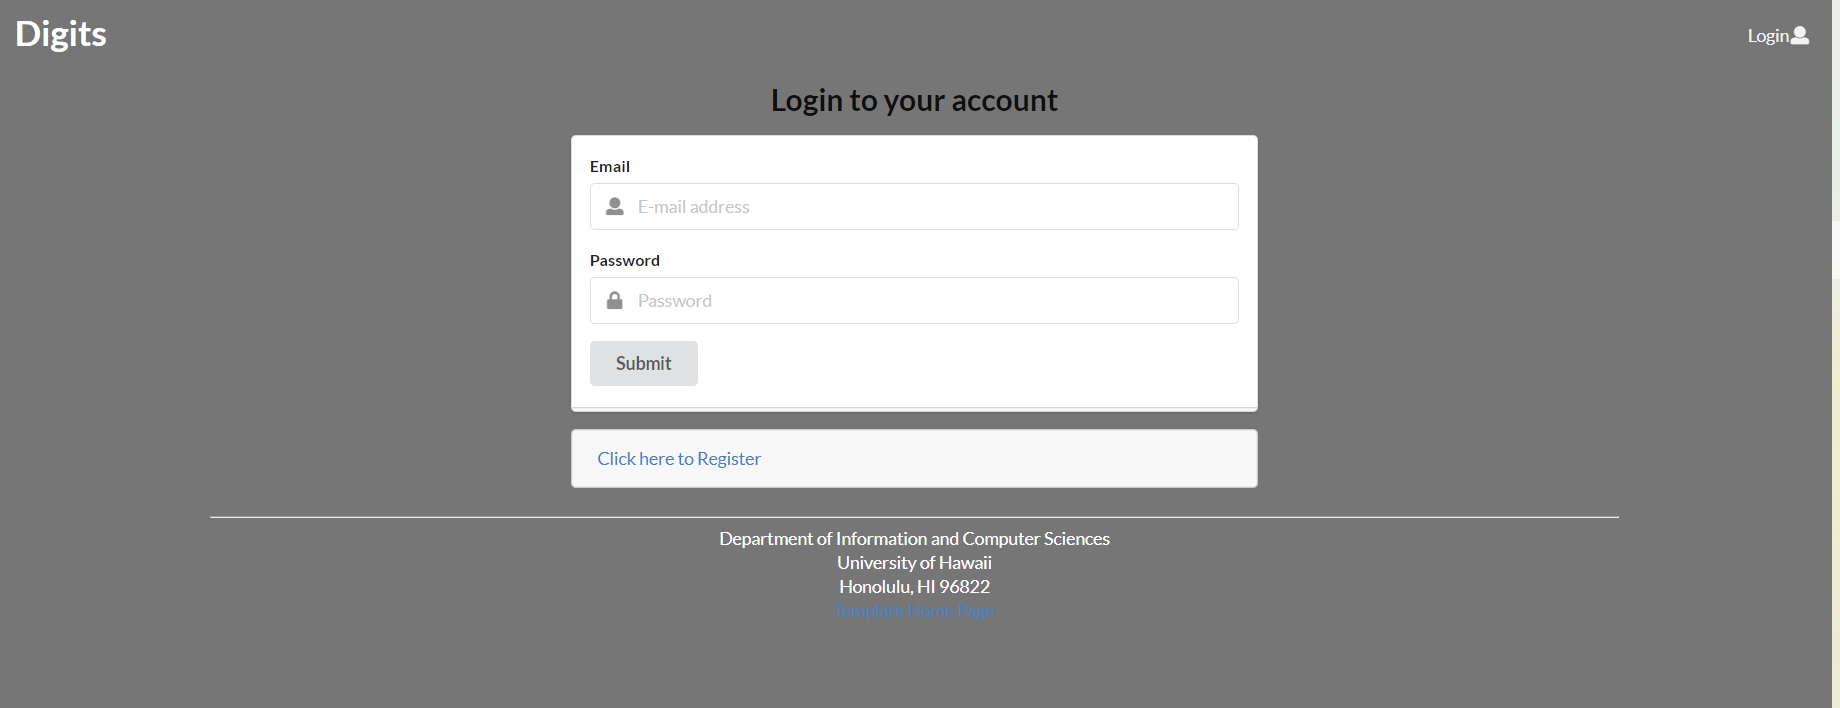 Digits
Login
Login to your account
Email
E-mail address
Password
Password
Submit
Click here to Register
Department of Information and Computer Sciences
University of Hawaii
Honolulu, HI 96822
Template Home Page